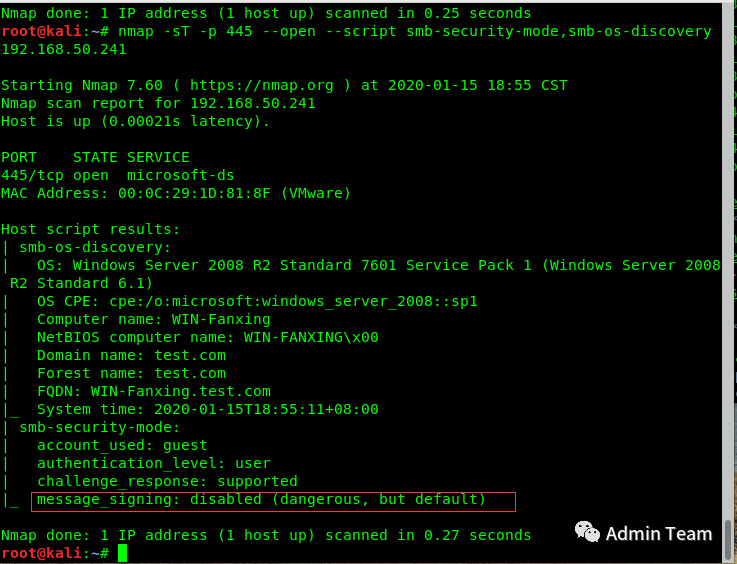 Nmap done: 1 IP address (1 host up) scanned in 0.25 seconds
root@kali:~# nmap -sT -p 445 --open --script smb-security-mode,smb-os-discovery
192.168.50.241
Starting Nmap 7.60 ( https://nmap.org ) at 2020-01-15 18:55 CST
Nmap scan report for 192.168.50.241
Host is up (0.00021s latency).
PORT    STATE SERVICE
445/tcp open  microsoft-ds
MAC Address: 00:0C:29:1D:81:8F (VMware)
Host script results:
| smb-os-discovery:
|   OS: Windows Server 2008 R2 Standard 7601 Service Pack 1 (Windows Server 2008
 R2 Standard 6.1)
|   OS CPE: cpe:/o:microsoft:windows_server_2008::sp1
|   Computer name: WIN-Fanxing
|   NetBIOS computer name: WIN-FANXING\x00
|   Domain name: test.com
|   Forest name: test.com
|   FQDN: WIN-Fanxing.test.com
|_  System time: 2020-01-15T18:55:11+08:00
| smb-security-mode:
|   account_used: guest
|   authentication_level: user
|   challenge_response: supported
|_  message_signing: disabled (dangerous, but default)
Nmap done: 1 IP address (1 host up) scanned in 0.27 seconds
root@kali:~#
Admin Team